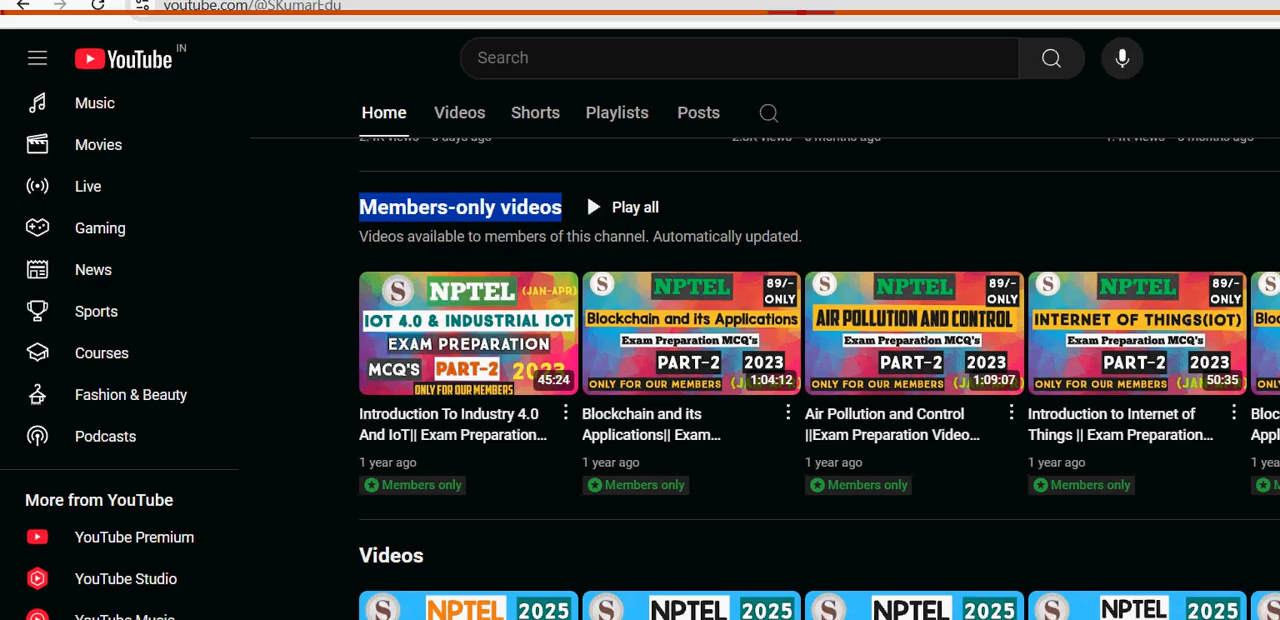 youtube.com/@SKumarEdu
YouTube IN
Search
Music
Movies
Live
Gaming
News
Sports
Courses
Fashion & Beauty
Podcasts
More from YouTube
YouTube Premium
YouTube Studio
YouTube Music
Home Videos Shorts Playlists Posts
Members-only videos Play all
Videos available to members of this channel. Automatically updated.
S NPTEL (JAN-APR)
IOT 4.0 & INDUSTRIAL IOT
EXAM PREPARATION
MCQ'S PART-2 2023
ONLY FOR OUR MEMBERS
45:24
Introduction To Industry 4.0
And IoT|| Exam Preparation...
1 year ago
Members only
S NPTEL 89/-
ONLY
Blockchain and its Applications
Exam Preparation MCQ's
PART-2 2023
ONLY FOR OUR MEMBERS
1:04:12
Blockchain and its
Applications|| Exam...
1 year ago
Members only
S NPTEL 89/-
ONLY
AIR POLLUTION AND CONTROL
Exam Preparation MCQ's
PART-2 2023
ONLY FOR OUR MEMBERS
1:09:07
Air Pollution and Control
||Exam Preparation Video...
1 year ago
Members only
S NPTEL 89/-
ONLY
INTERNET OF THINGS(IOT)
Exam Preparation MCQ's
PART-2 2023
ONLY FOR OUR MEMBERS (JA
50:35
Introduction to Internet of
Things || Exam Preparation...
1 year ago
Members only
Videos
S NPTEL 2025
S NPTEL 2025
S NPTEL 2025
S NPTEL 2025